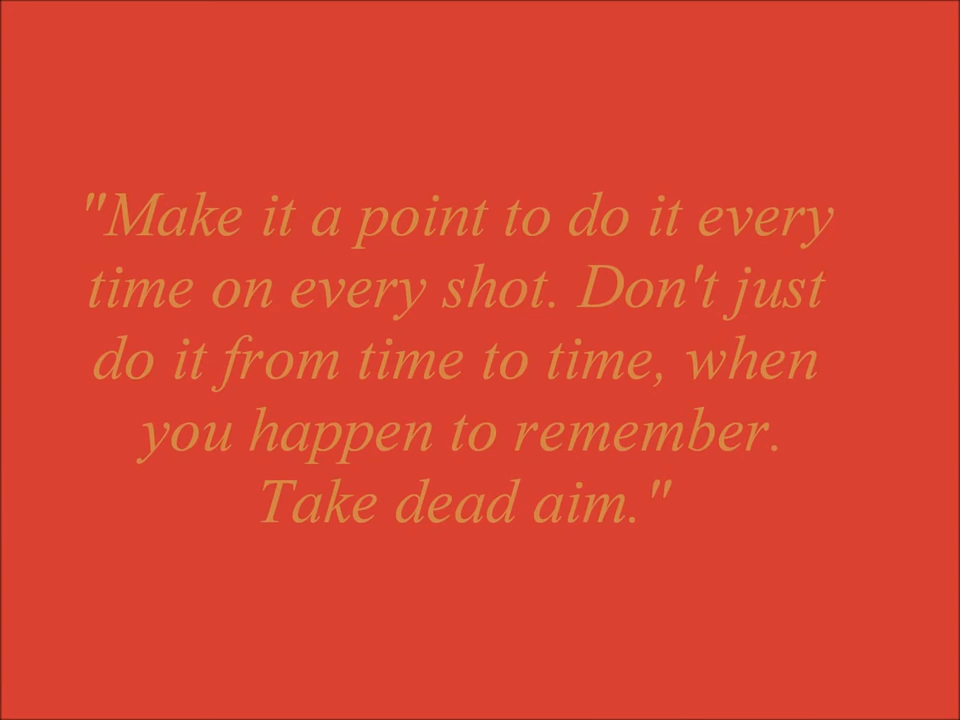 "Make it a point to do it every
time on every shot. Don't just
do it from time to time, when
you happen to remember.
Take dead aim."